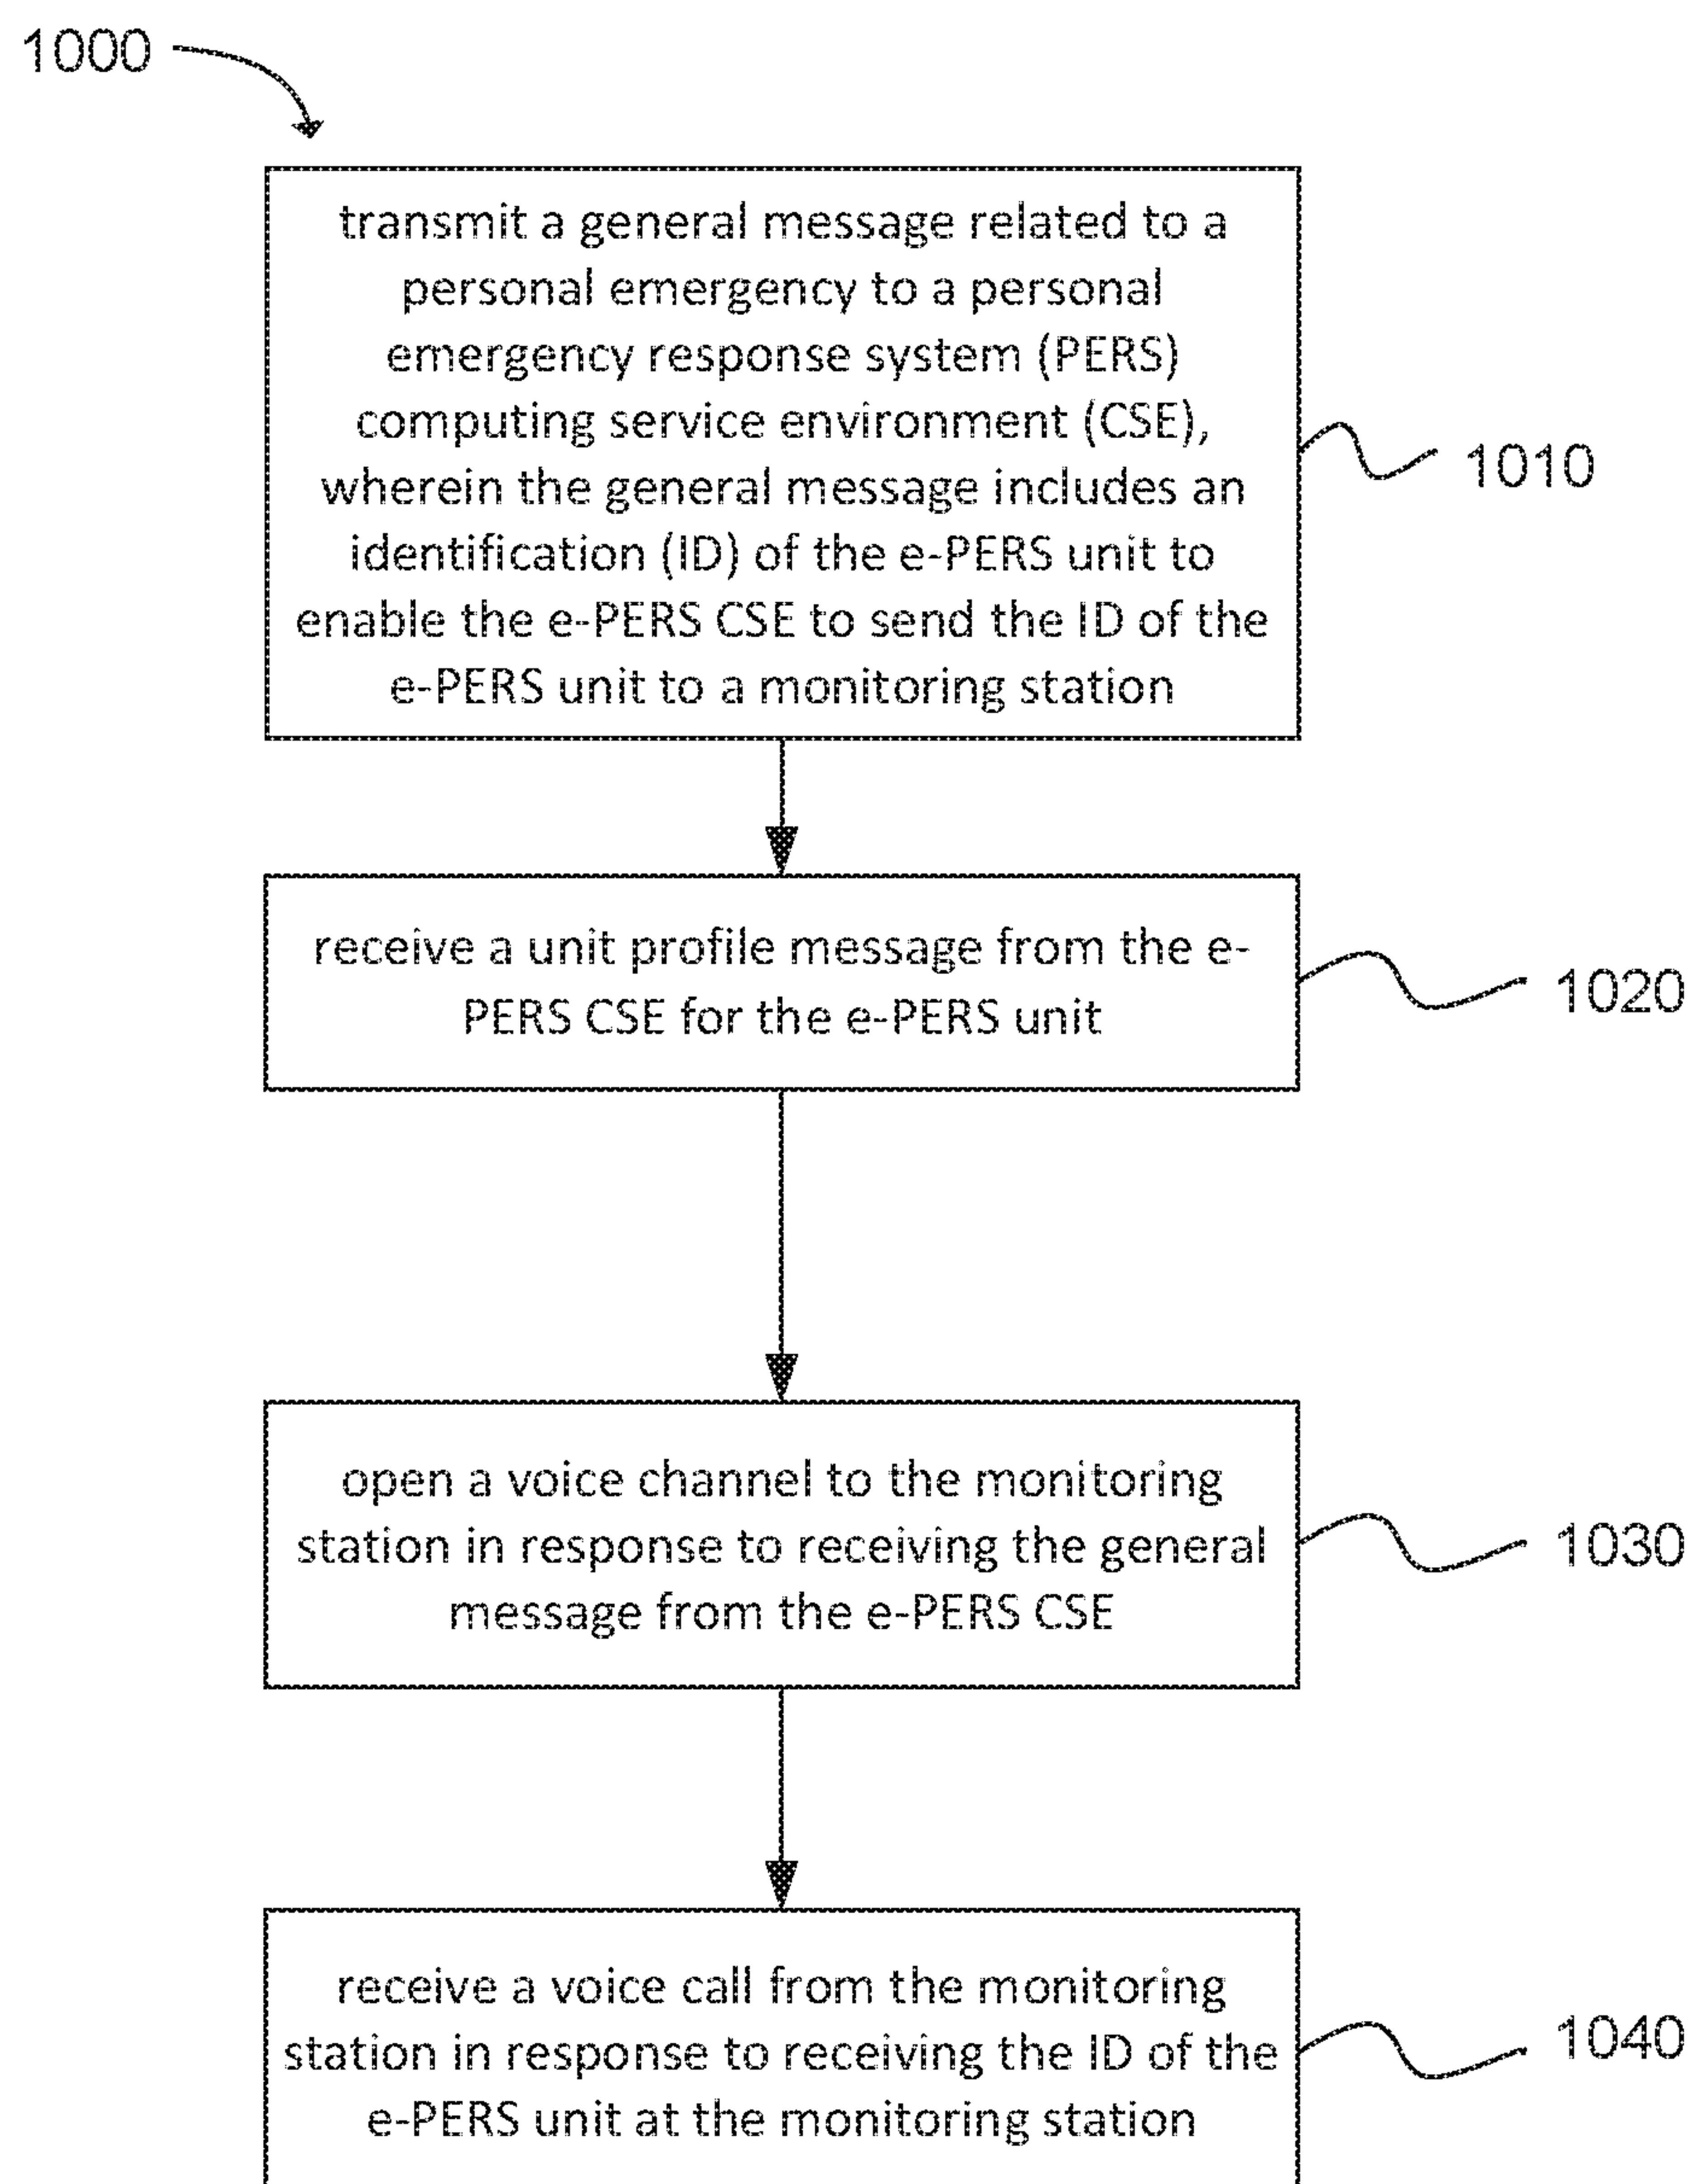 1000
transmit a general message related to a
personal emergency to a personal
emergency response system (PERS)
computing service environment (CSE),
wherein the general message includes an
identification (ID) of the e-PERS unit to
enable the e-PERS CSE to send the ID of the
e-PERS unit to a monitoring station
1010
receive a unit profile message from the e-
PERS CSE for the e-PERS unit
1020
open a voice channel to the monitoring
station in response to receiving the general
message from the e-PERS CSE
1030
receive a voice call from the monitoring
station in response to receiving the ID of the
e-PERS unit at the monitoring station
1040